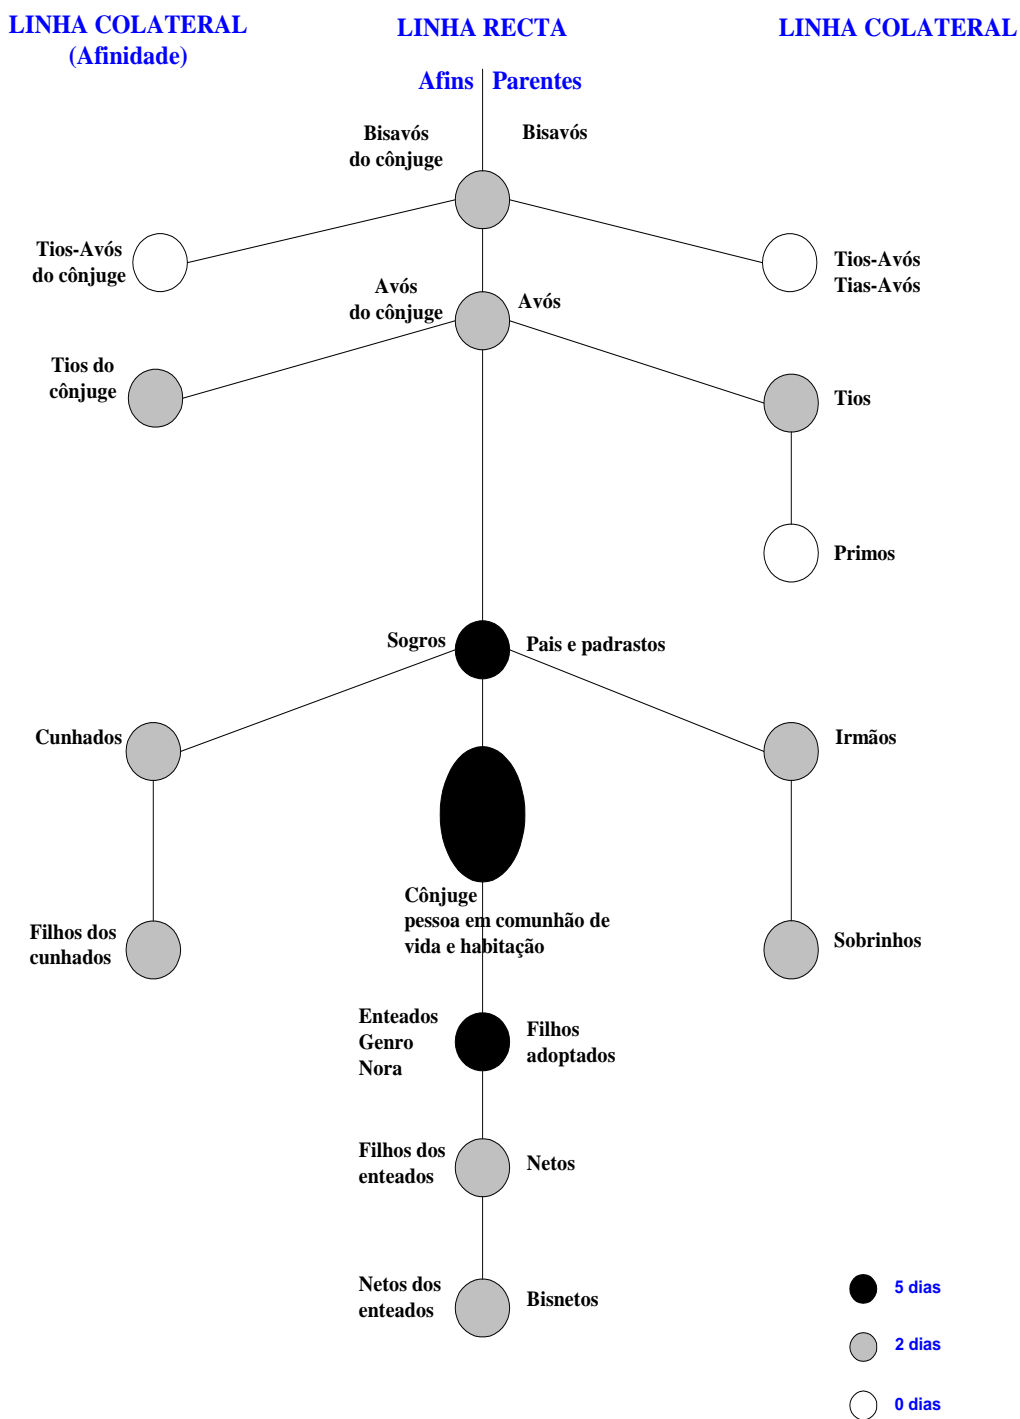 LINHA COLATERAL
(Afinidade)
LINHA RECTA
LINHA COLATERAL
Afins
Parentes
Bisavós
do cônjuge
Bisavós
Tios-Avós
do cônjuge
Tios-Avós
Tias-Avós
Avós
do cônjuge
Avós
Tios do
cônjuge
Tios
Primos
Sogros
Pais e padrastos
Cunhados
Irmãos
Cônjuge
pessoa em comunhão de
vida e habitação
Filhos dos
cunhados
Sobrinhos
Enteados
Genro
Nora
Filhos
adoptados
Filhos dos
enteados
Netos
Netos dos
enteados
Bisnetos
5 dias
2 dias
0 dias